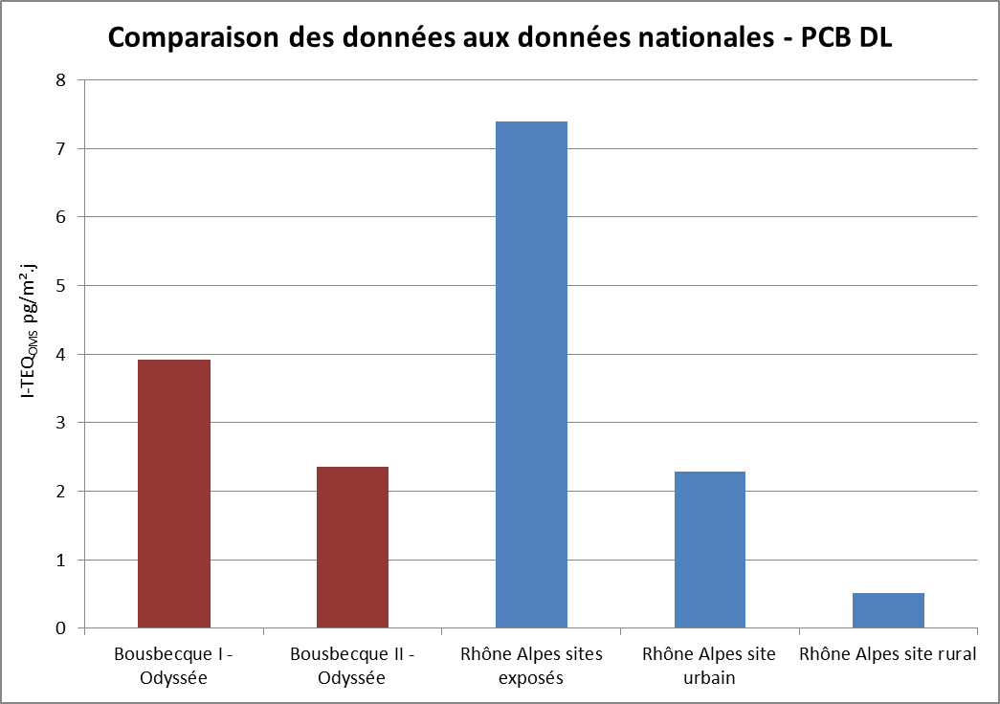 Comparaison des données aux données nationales - PCB DL
8
7
6
5
4
3
2
1
0
I-TEQOMS pg/m².j
Bousbecque I -
Odyssée
Bousbecque II -
Odyssée
Rhône Alpes sites
exposés
Rhône Alpes site
urbain
Rhône Alpes site rural